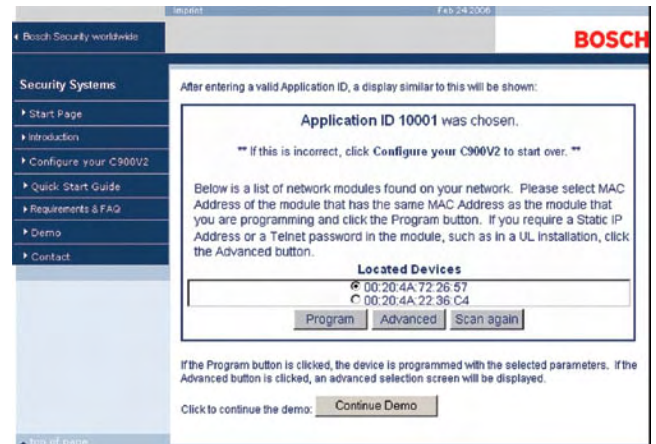 Imprint
Feb 24 2006
Bosch Security worldwide
BOSCH
Security Systems
Start Page
Introduction
Configure your C900V2
Quick Start Guide
Requirements & FAQ
Demo
Contact
top of page
After entering a valid Application ID, a display similar to this will be shown:
Application ID 10001 was chosen.
** If this is incorrect, click Configure your C900V2 to start over. **
Below is a list of network modules found on your network. Please select MAC
Address of the module that has the same MAC Address as the module that
you are programming and click the Program button. If you require a Static IP
Address or a Telnet password in the module, such as in a UL installation, click
the Advanced button.
Located Devices
00:20:4A:72:26:57
00:20:4A:22:36:C4
Program Advanced Scan again
If the Program button is clicked, the device is programmed with the selected parameters. If the
Advanced button is clicked, an advanced selection screen will be displayed.
Click to continue the demo: Continue Demo